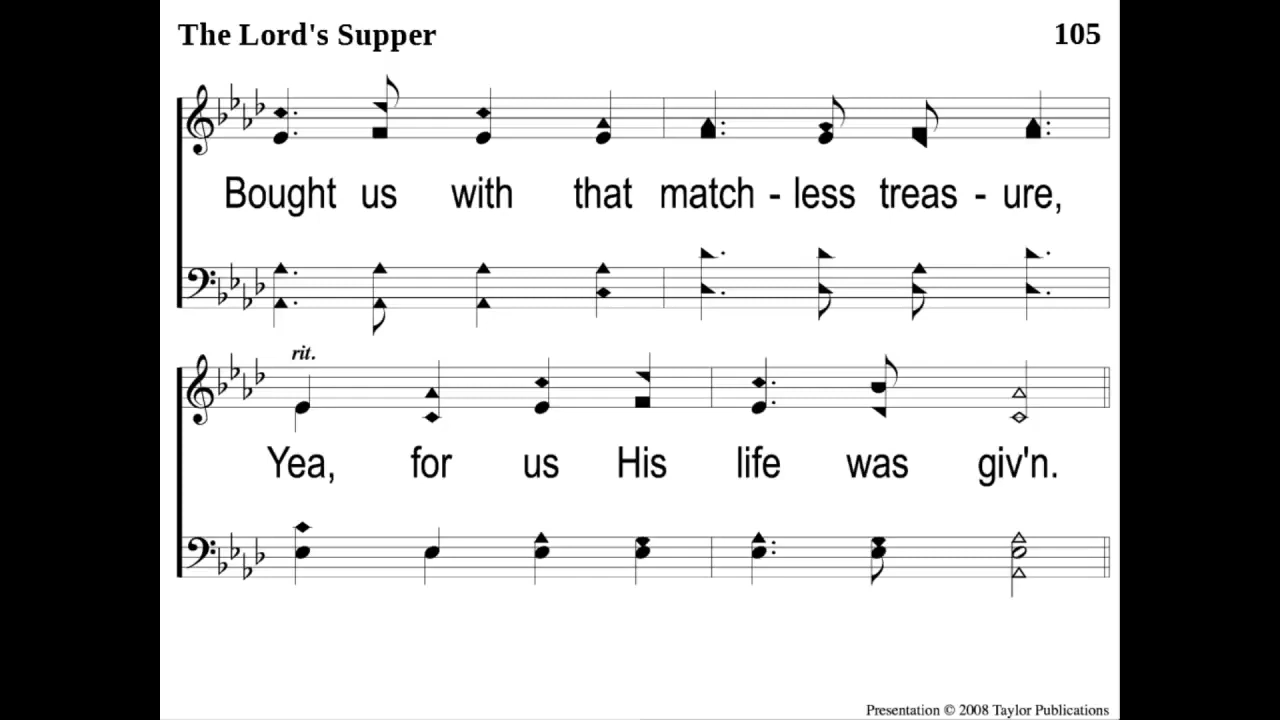 The Lord's Supper 105
Bought us with that match - less treas - ure,
rit.
Yea, for us His life was giv'n.
Presentation © 2008 Taylor Publications